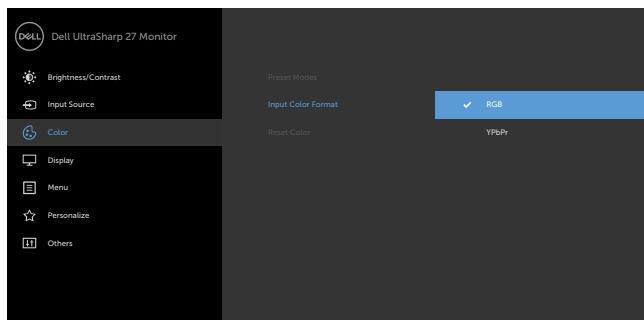 DELL
Dell UltraSharp 27 Monitor
Brightness/Contrast
Input Source
Color
Display
Menu
Personalize
Others
Preset Modes
Input Color Format
Reset Color
RGB
YPbPr